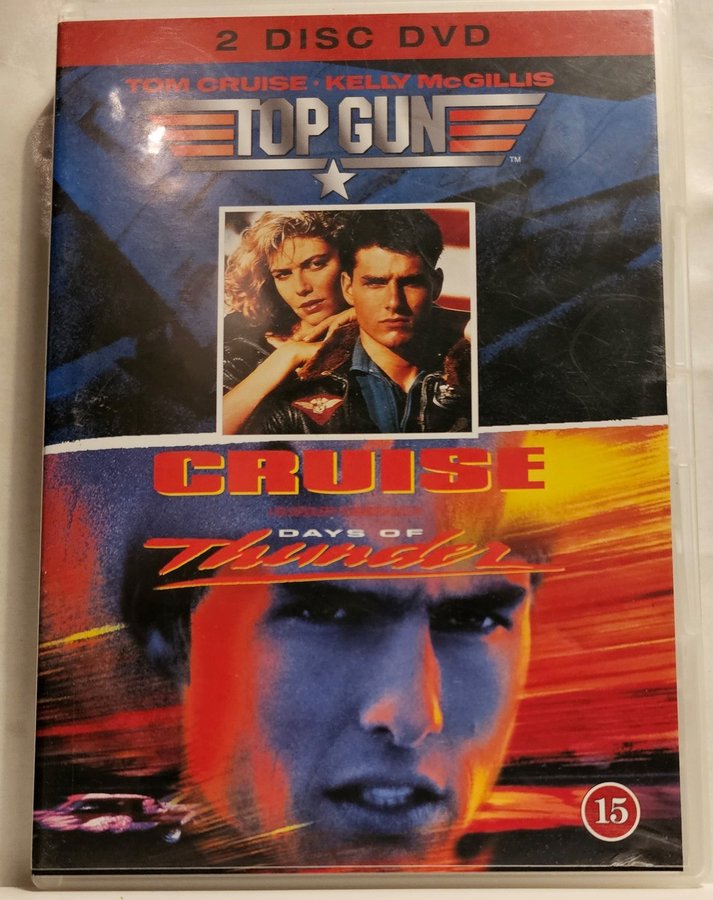 2 DISC DVD
TOM CRUISE · KELLY McGILLIS
TOP GUN
TM
CRUISE
DAYS OF
Thunder
15